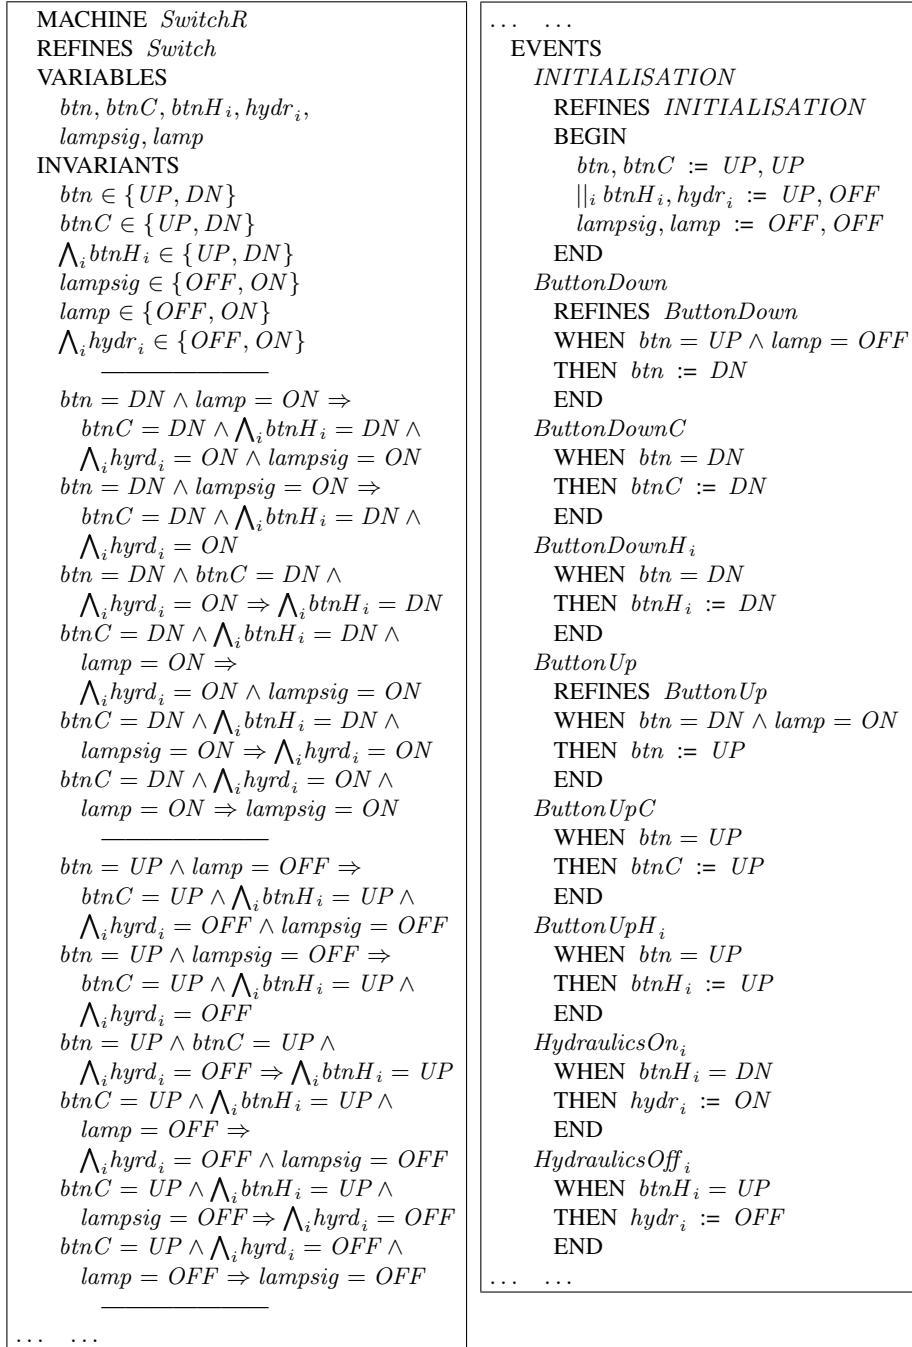 MACHINE SwitchR
REFINES Switch
VARIABLES
btn, btnC, btnH_i, hydr_i,
lampsig, lamp
INVARIANTS
btn ∈ {UP, DN}
btnC ∈ {UP, DN}
⋀_i btnH_i ∈ {UP, DN}
lampsig ∈ {OFF, ON}
lamp ∈ {OFF, ON}
⋀_i hydr_i ∈ {OFF, ON}
btn = DN ∧ lamp = ON ⇒
btnC = DN ∧ ⋀_i btnH_i = DN ∧
⋀_i hyrd_i = ON ∧ lampsig = ON
btn = DN ∧ lampsig = ON ⇒
btnC = DN ∧ ⋀_i btnH_i = DN ∧
⋀_i hyrd_i = ON
btn = DN ∧ btnC = DN ∧
⋀_i hyrd_i = ON ⇒ ⋀_i btnH_i = DN
btnC = DN ∧ ⋀_i btnH_i = DN ∧
lamp = ON ⇒
⋀_i hyrd_i = ON ∧ lampsig = ON
btnC = DN ∧ ⋀_i btnH_i = DN ∧
lampsig = ON ⇒ ⋀_i hyrd_i = ON
btnC = DN ∧ ⋀_i hyrd_i = ON ∧
lamp = ON ⇒ lampsig = ON
btn = UP ∧ lamp = OFF ⇒
btnC = UP ∧ ⋀_i btnH_i = UP ∧
⋀_i hyrd_i = OFF ∧ lampsig = OFF
btn = UP ∧ lampsig = OFF ⇒
btnC = UP ∧ ⋀_i btnH_i = UP ∧
⋀_i hyrd_i = OFF
btn = UP ∧ btnC = UP ∧
⋀_i hyrd_i = OFF ⇒ ⋀_i btnH_i = UP
btnC = UP ∧ ⋀_i btnH_i = UP ∧
lamp = OFF ⇒
⋀_i hyrd_i = OFF ∧ lampsig = OFF
btnC = UP ∧ ⋀_i btnH_i = UP ∧
lampsig = OFF ⇒ ⋀_i hyrd_i = OFF
btnC = UP ∧ ⋀_i hyrd_i = OFF ∧
lamp = OFF ⇒ lampsig = OFF
... ...
... ...
EVENTS
INITIALISATION
REFINES INITIALISATION
BEGIN
btn, btnC := UP, UP
||_i btnH_i, hydr_i := UP, OFF
lampsig, lamp := OFF, OFF
END
ButtonDown
REFINES ButtonDown
WHEN btn = UP ∧ lamp = OFF
THEN btn := DN
END
ButtonDownC
WHEN btn = DN
THEN btnC := DN
END
ButtonDownH_i
WHEN btn = DN
THEN btnH_i := DN
END
ButtonUp
REFINES ButtonUp
WHEN btn = DN ∧ lamp = ON
THEN btn := UP
END
ButtonUpC
WHEN btn = UP
THEN btnC := UP
END
ButtonUpH_i
WHEN btn = UP
THEN btnH_i := UP
END
HydraulicsOn_i
WHEN btnH_i = DN
THEN hydr_i := ON
END
HydraulicsOff_i
WHEN btnH_i = UP
THEN hydr_i := OFF
END
... ...